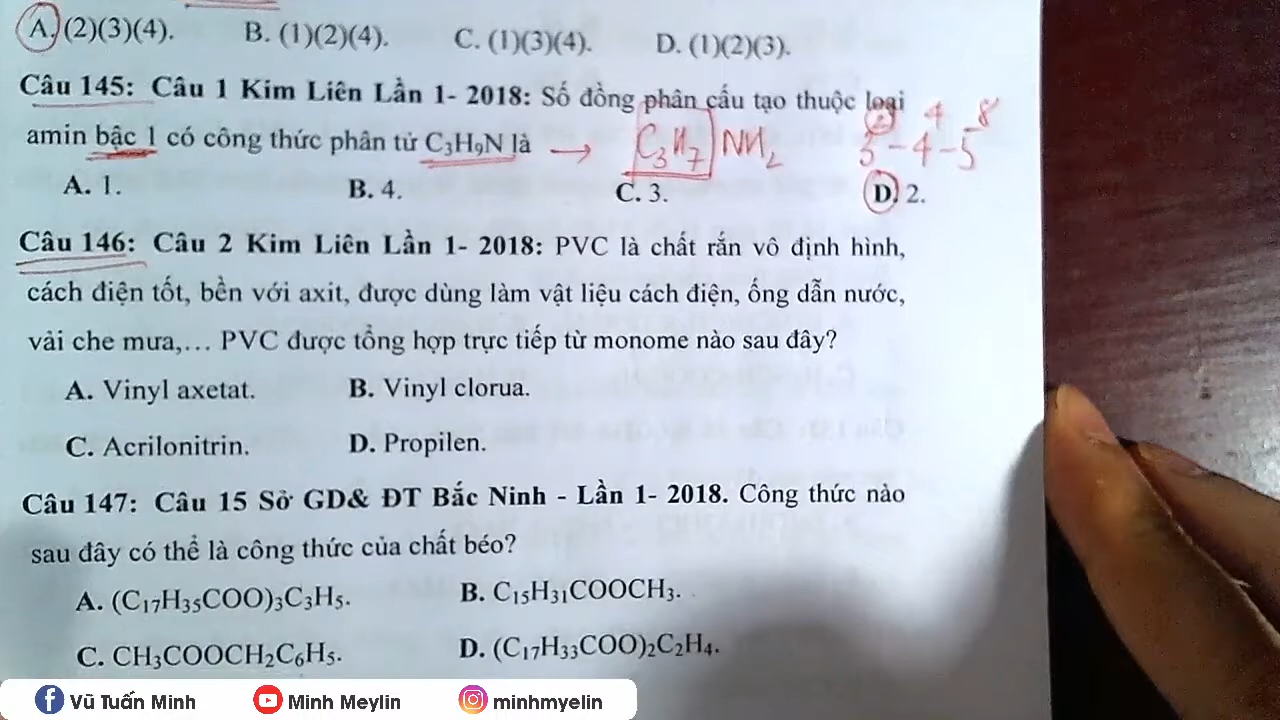 A. (2)(3)(4). B. (1)(2)(4). C. (1)(3)(4). D. (1)(2)(3).
Câu 145: Câu 1 Kim Liên Lần 1- 2018: Số đồng phân cấu tạo thuộc loại
amin bậc 1 có công thức phân tử C₃H₉N là → C₃H₇ NH₂
2 4 8
3 - 4 - 5
A. 1. B. 4. C. 3. D. 2.
Câu 146: Câu 2 Kim Liên Lần 1- 2018: PVC là chất rắn vô định hình,
cách điện tốt, bền với axit, được dùng làm vật liệu cách điện, ống dẫn nước,
vải che mưa,... PVC được tổng hợp trực tiếp từ monome nào sau đây?
A. Vinyl axetat. B. Vinyl clorua.
C. Acrilonitrin. D. Propilen.
Câu 147: Câu 15 Sở GD& ĐT Bắc Ninh - Lần 1- 2018. Công thức nào
sau đây có thể là công thức của chất béo?
A. (C₁₇H₃₅COO)₃C₃H₅. B. C₁₅H₃₁COOCH₃.
C. CH₃COOCH₂C₆H₅. D. (C₁₇H₃₃COO)₂C₂H₄.
Vũ Tuấn Minh Minh Meylin minhmyelin